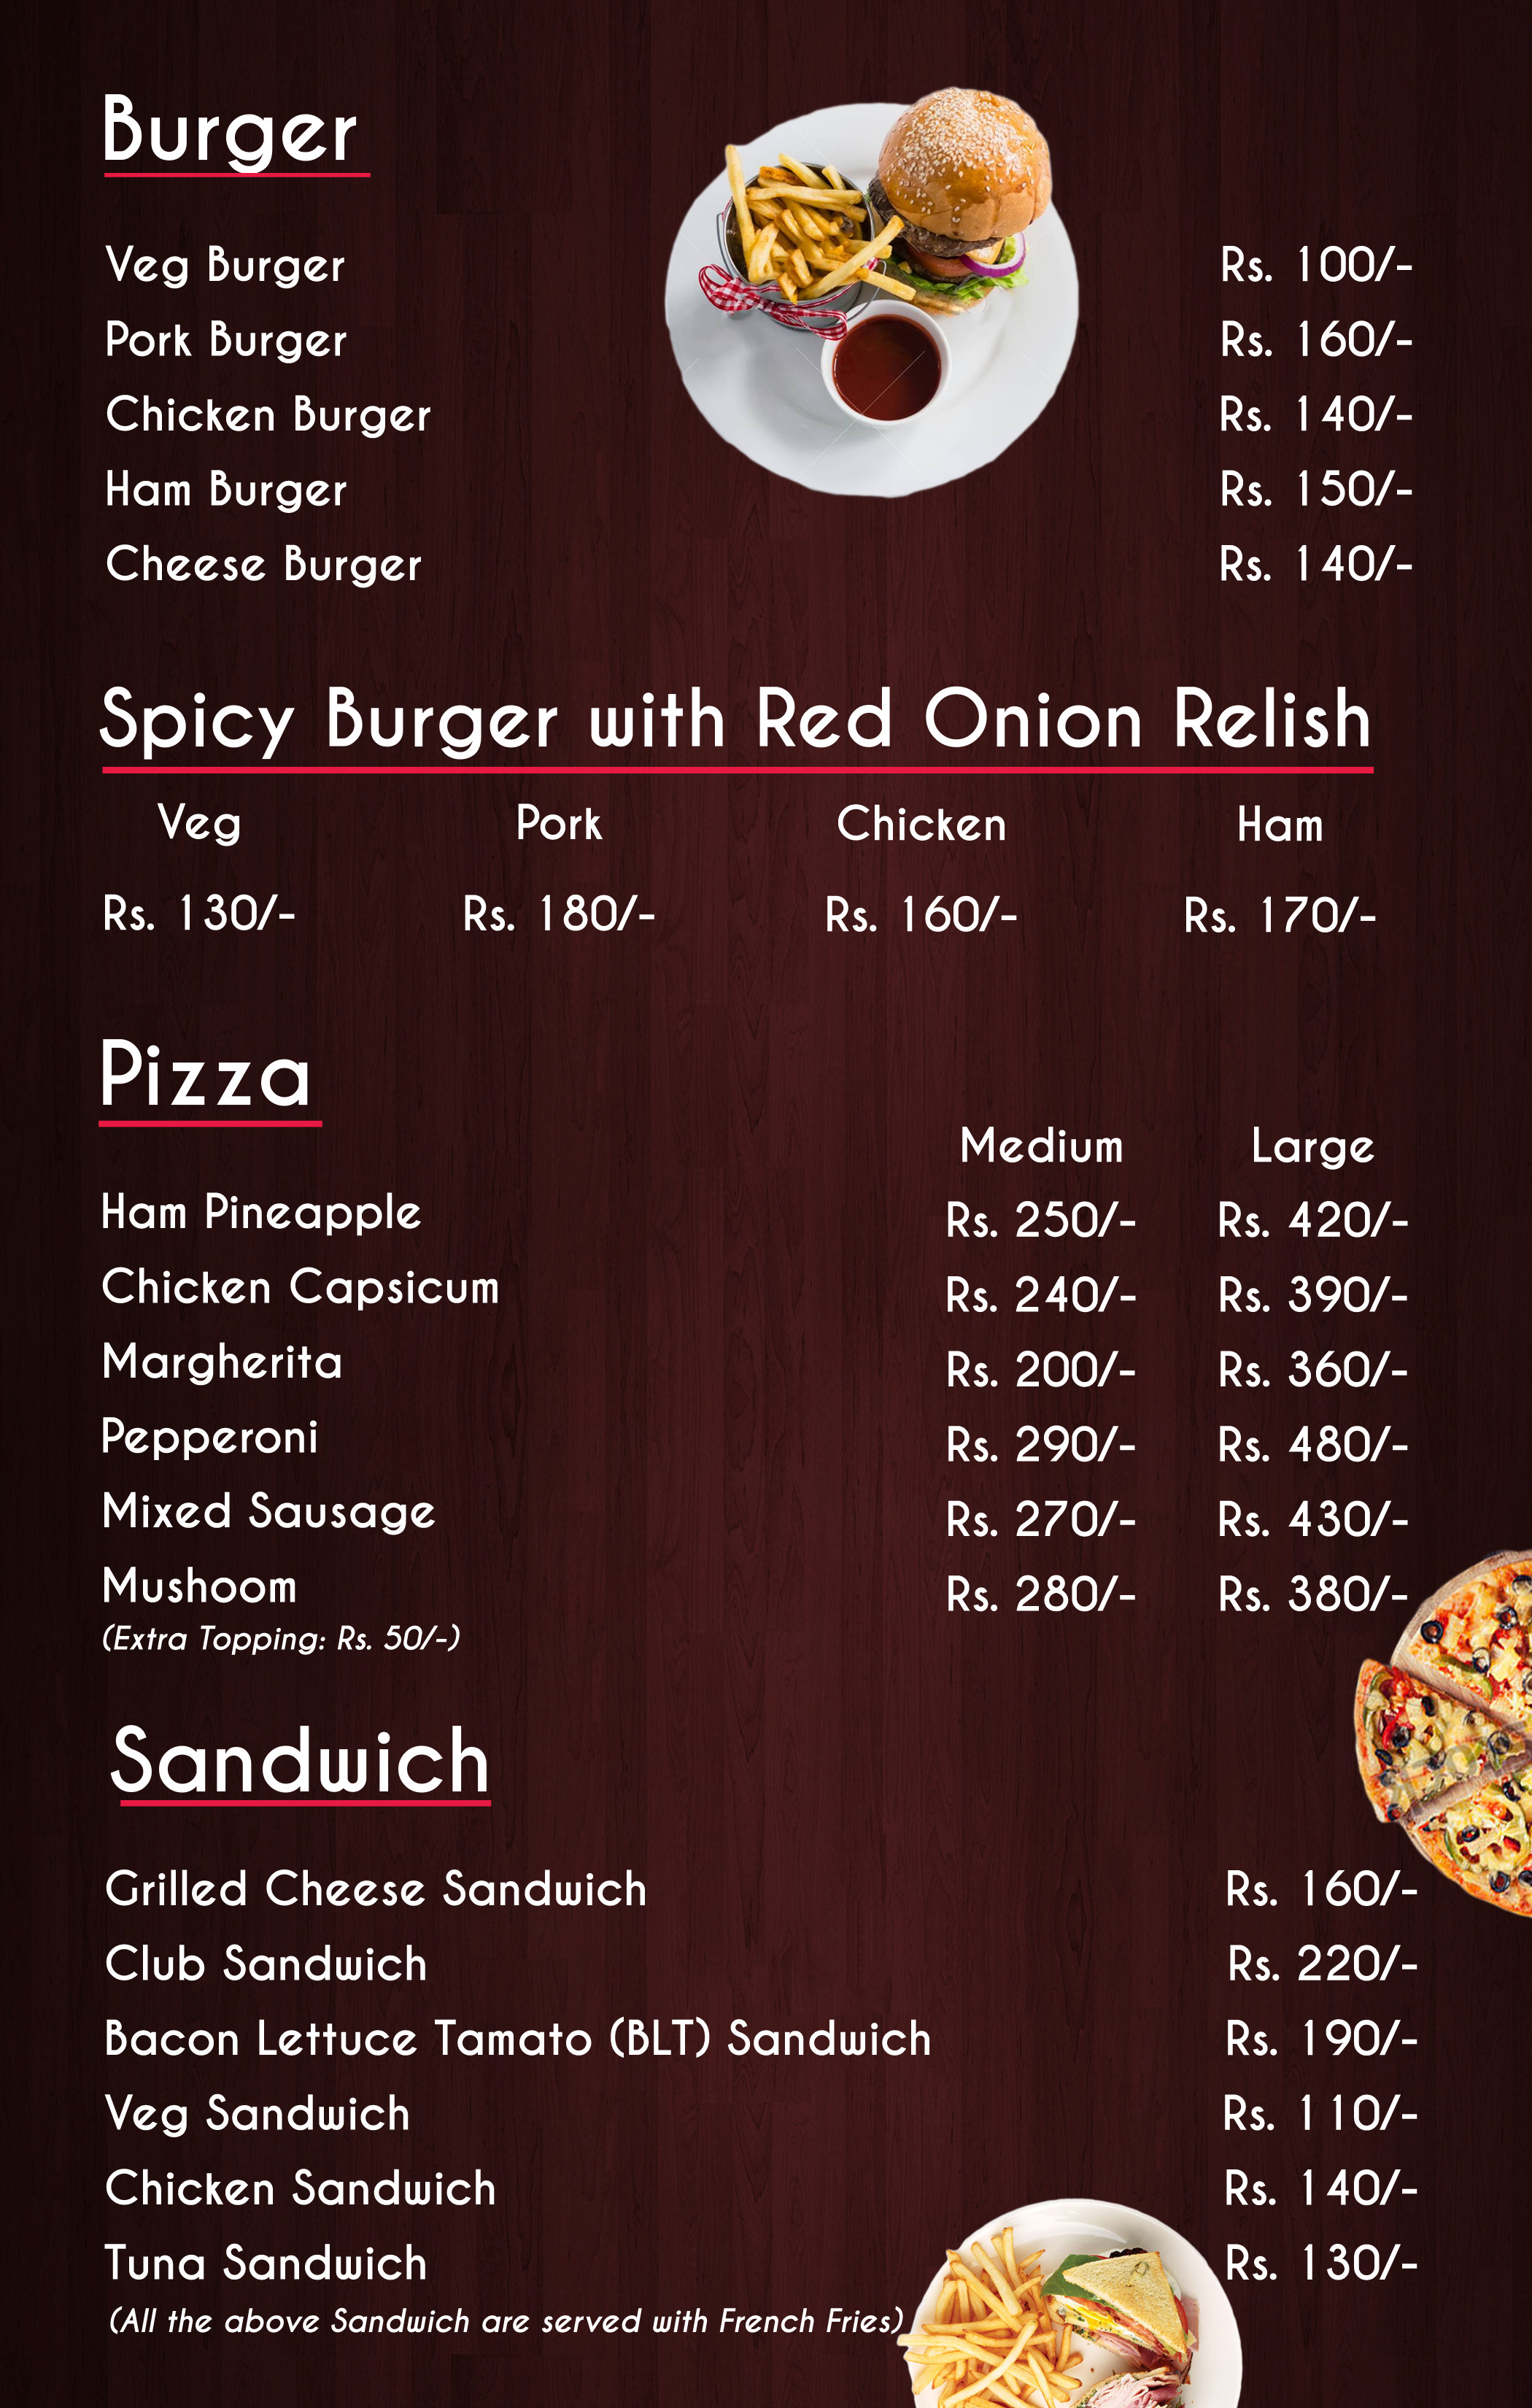 Burger
Veg Burger Rs. 100/-
Pork Burger Rs. 160/-
Chicken Burger Rs. 140/-
Ham Burger Rs. 150/-
Cheese Burger Rs. 140/-
Spicy Burger with Red Onion Relish
Veg Pork Chicken Ham
Rs. 130/- Rs. 180/- Rs. 160/- Rs. 170/-
Pizza
Medium Large
Ham Pineapple Rs. 250/- Rs. 420/-
Chicken Capsicum Rs. 240/- Rs. 390/-
Margherita Rs. 200/- Rs. 360/-
Pepperoni Rs. 290/- Rs. 480/-
Mixed Sausage Rs. 270/- Rs. 430/-
Mushoom Rs. 280/- Rs. 380/-
(Extra Topping: Rs. 50/-)
Sandwich
Grilled Cheese Sandwich Rs. 160/-
Club Sandwich Rs. 220/-
Bacon Lettuce Tamato (BLT) Sandwich Rs. 190/-
Veg Sandwich Rs. 110/-
Chicken Sandwich Rs. 140/-
Tuna Sandwich Rs. 130/-
(All the above Sandwich are served with French Fries)